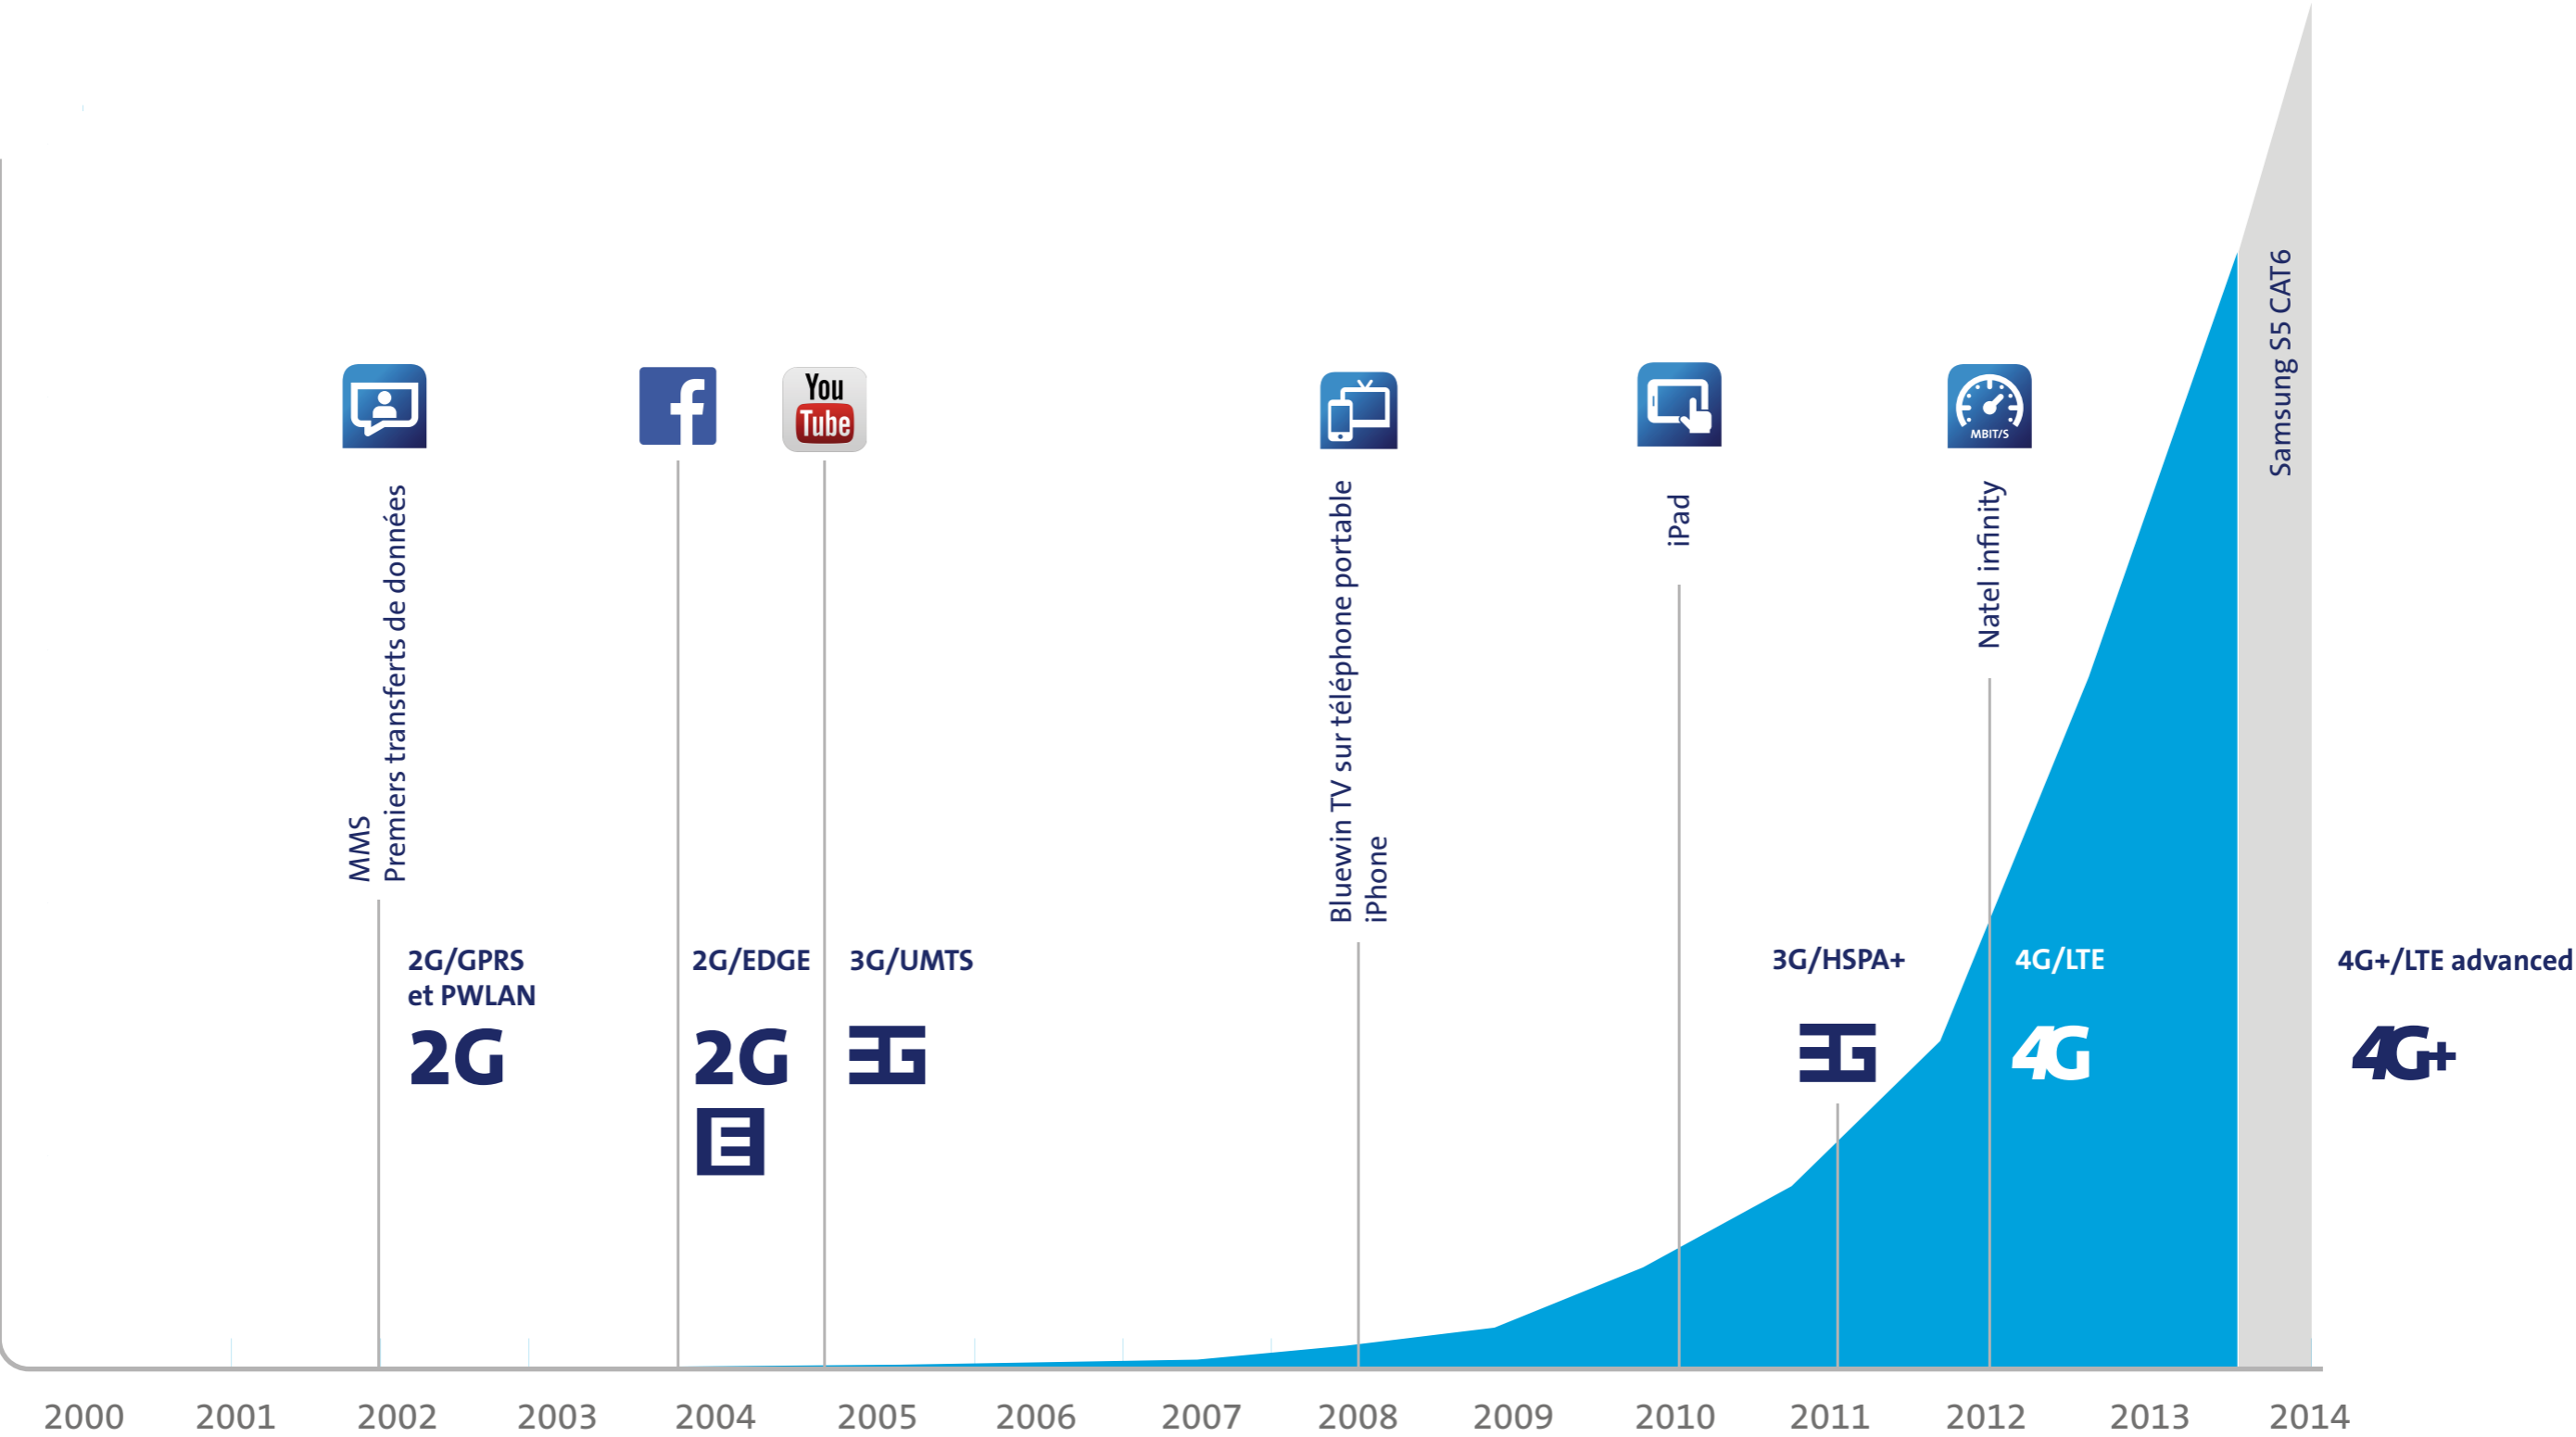 You
Tube
MBIT/S
MMS
Premiers transferts de données
Bluewin TV sur téléphone portable
iPhone
iPad
Natel infinity
Samsung S5 CAT6
2G/GPRS
et PWLAN
2G
2G/EDGE
2G
E
3G/UMTS
3G
3G/HSPA+
3G
4G/LTE
4G
4G+/LTE advanced
4G+
2000 2001 2002 2003 2004 2005 2006 2007 2008 2009 2010 2011 2012 2013 2014